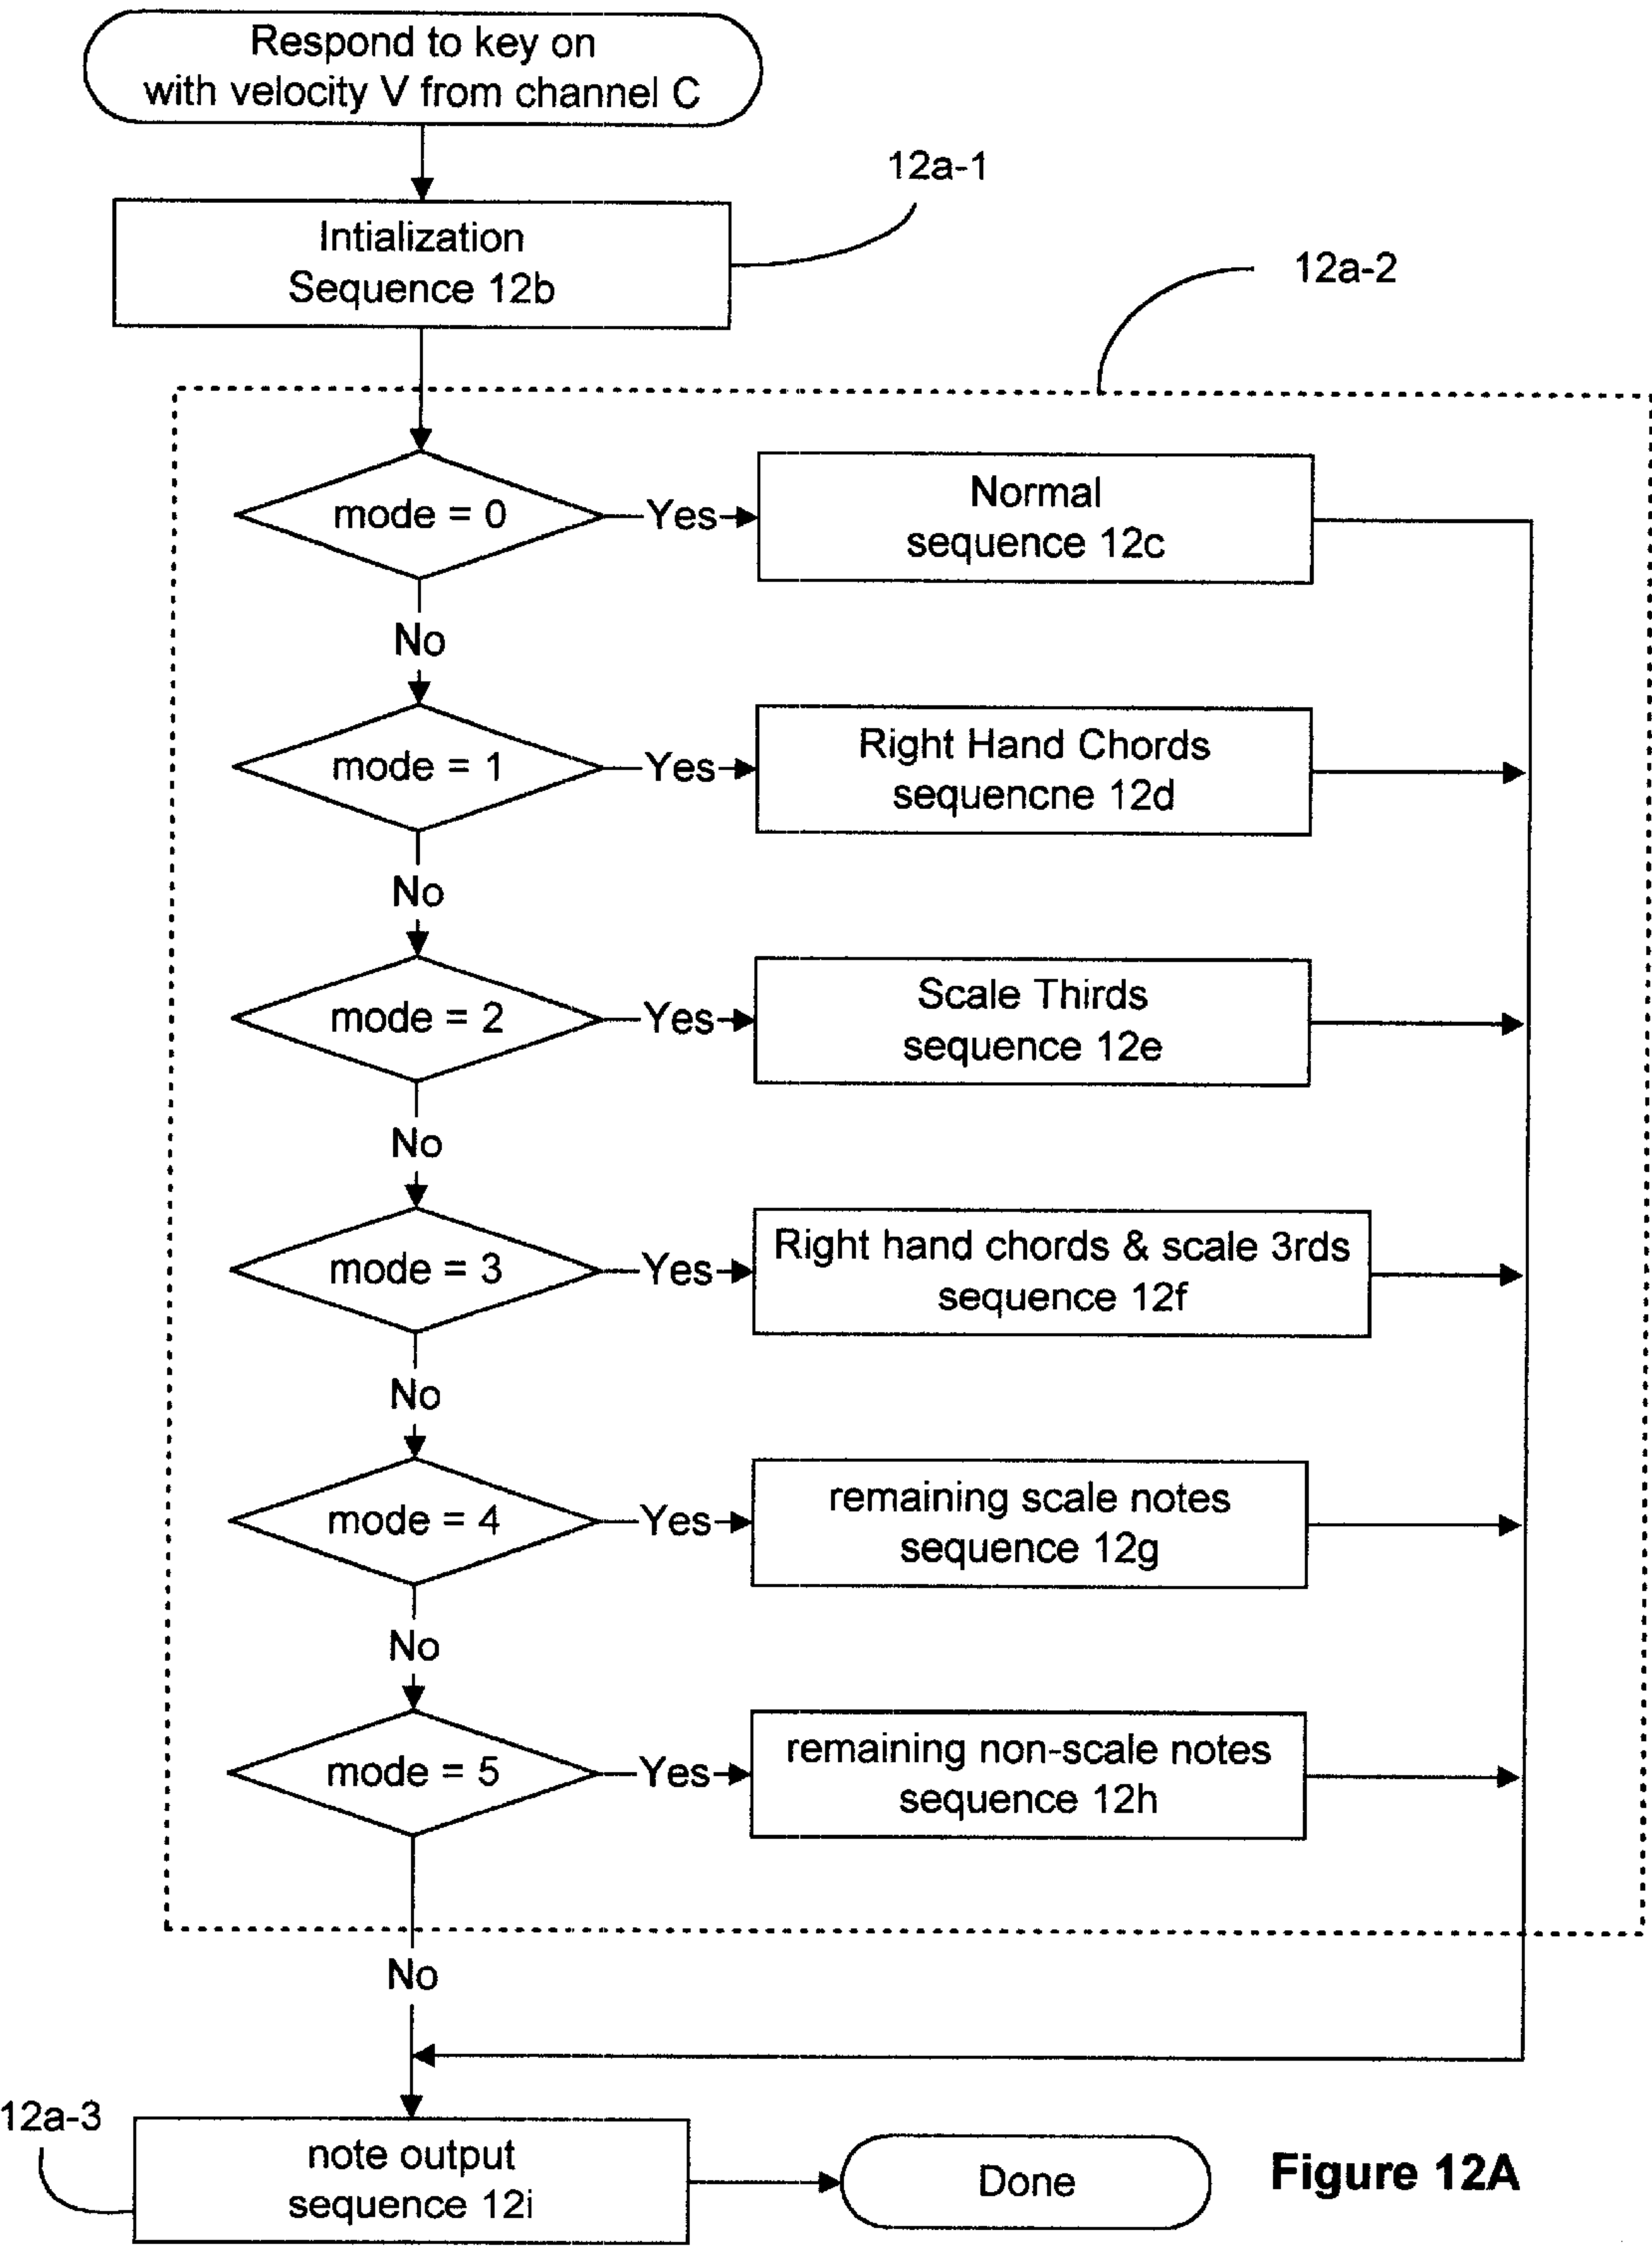 Respond to key on
with velocity V from channel C
12a-1
Intialization
Sequence 12b
12a-2
mode = 0
Yes
Normal
sequence 12c
No
mode = 1
Yes
Right Hand Chords
sequencne 12d
No
mode = 2
Yes
Scale Thirds
sequence 12e
No
mode = 3
Yes
Right hand chords & scale 3rds
sequence 12f
No
mode = 4
Yes
remaining scale notes
sequence 12g
No
mode = 5
Yes
remaining non-scale notes
sequence 12h
No
12a-3
note output
sequence 12i
Done
Figure 12A